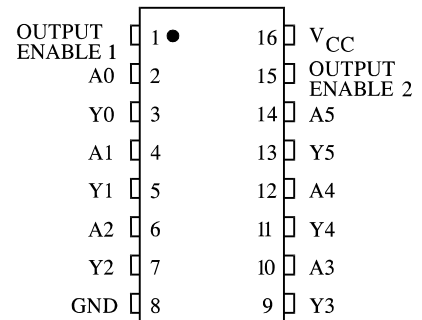 OUTPUT
ENABLE 1
1
16
VCC
A0
2
15
OUTPUT
ENABLE 2
Y0
3
14
A5
A1
4
13
Y5
Y1
5
12
A4
A2
6
11
Y4
Y2
7
10
A3
GND
8
9
Y3